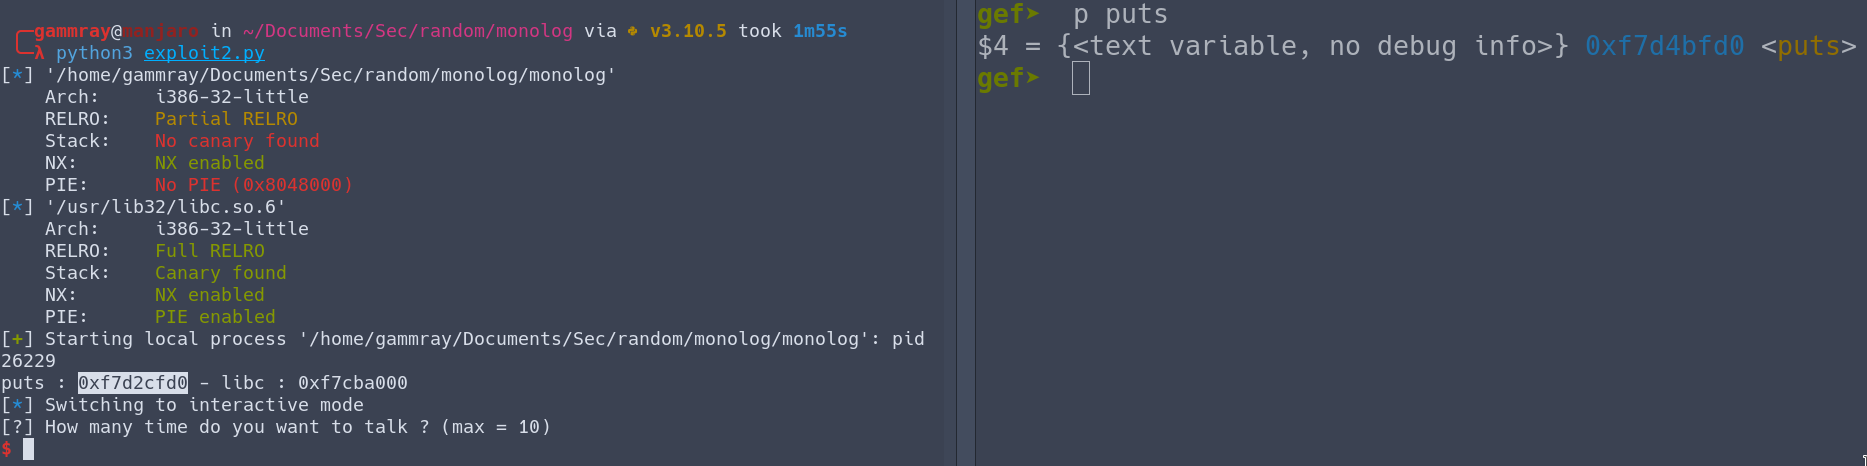 gammray@manjaro in ~/Documents/Sec/random/monolog via v3.10.5 took 1m55s
λ python3 exploit2.py
[*] '/home/gammray/Documents/Sec/random/monolog/monolog'
Arch: i386-32-little
RELRO: Partial RELRO
Stack: No canary found
NX: NX enabled
PIE: No PIE (0x8048000)
[*] '/usr/lib32/libc.so.6'
Arch: i386-32-little
RELRO: Full RELRO
Stack: Canary found
NX: NX enabled
PIE: PIE enabled
[+] Starting local process '/home/gammray/Documents/Sec/random/monolog/monolog': pid
26229
puts : 0xf7d2cfd0 - libc : 0xf7cba000
[*] Switching to interactive mode
[?] How many time do you want to talk ? (max = 10)
$
gef➤ p puts
$4 = {<text variable, no debug info>} 0xf7d4bfd0 <puts>
gef➤